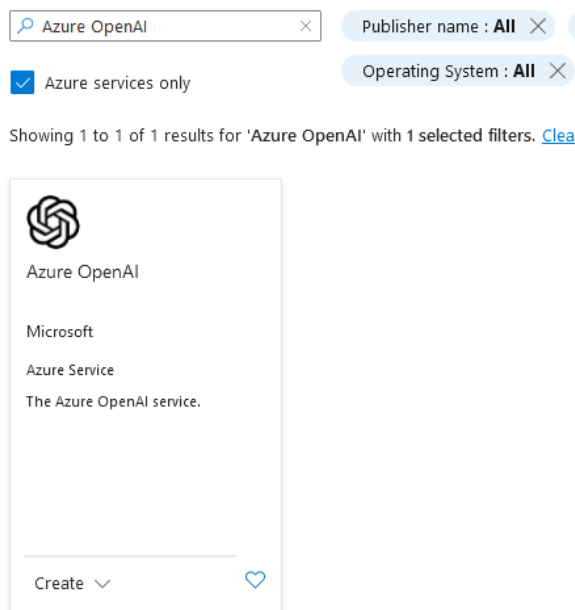 Azure OpenAI
Publisher name : All
Azure services only
Operating System : All
Showing 1 to 1 of 1 results for 'Azure OpenAI' with 1 selected filters. Clea
Azure OpenAI
Microsoft
Azure Service
The Azure OpenAI service.
Create